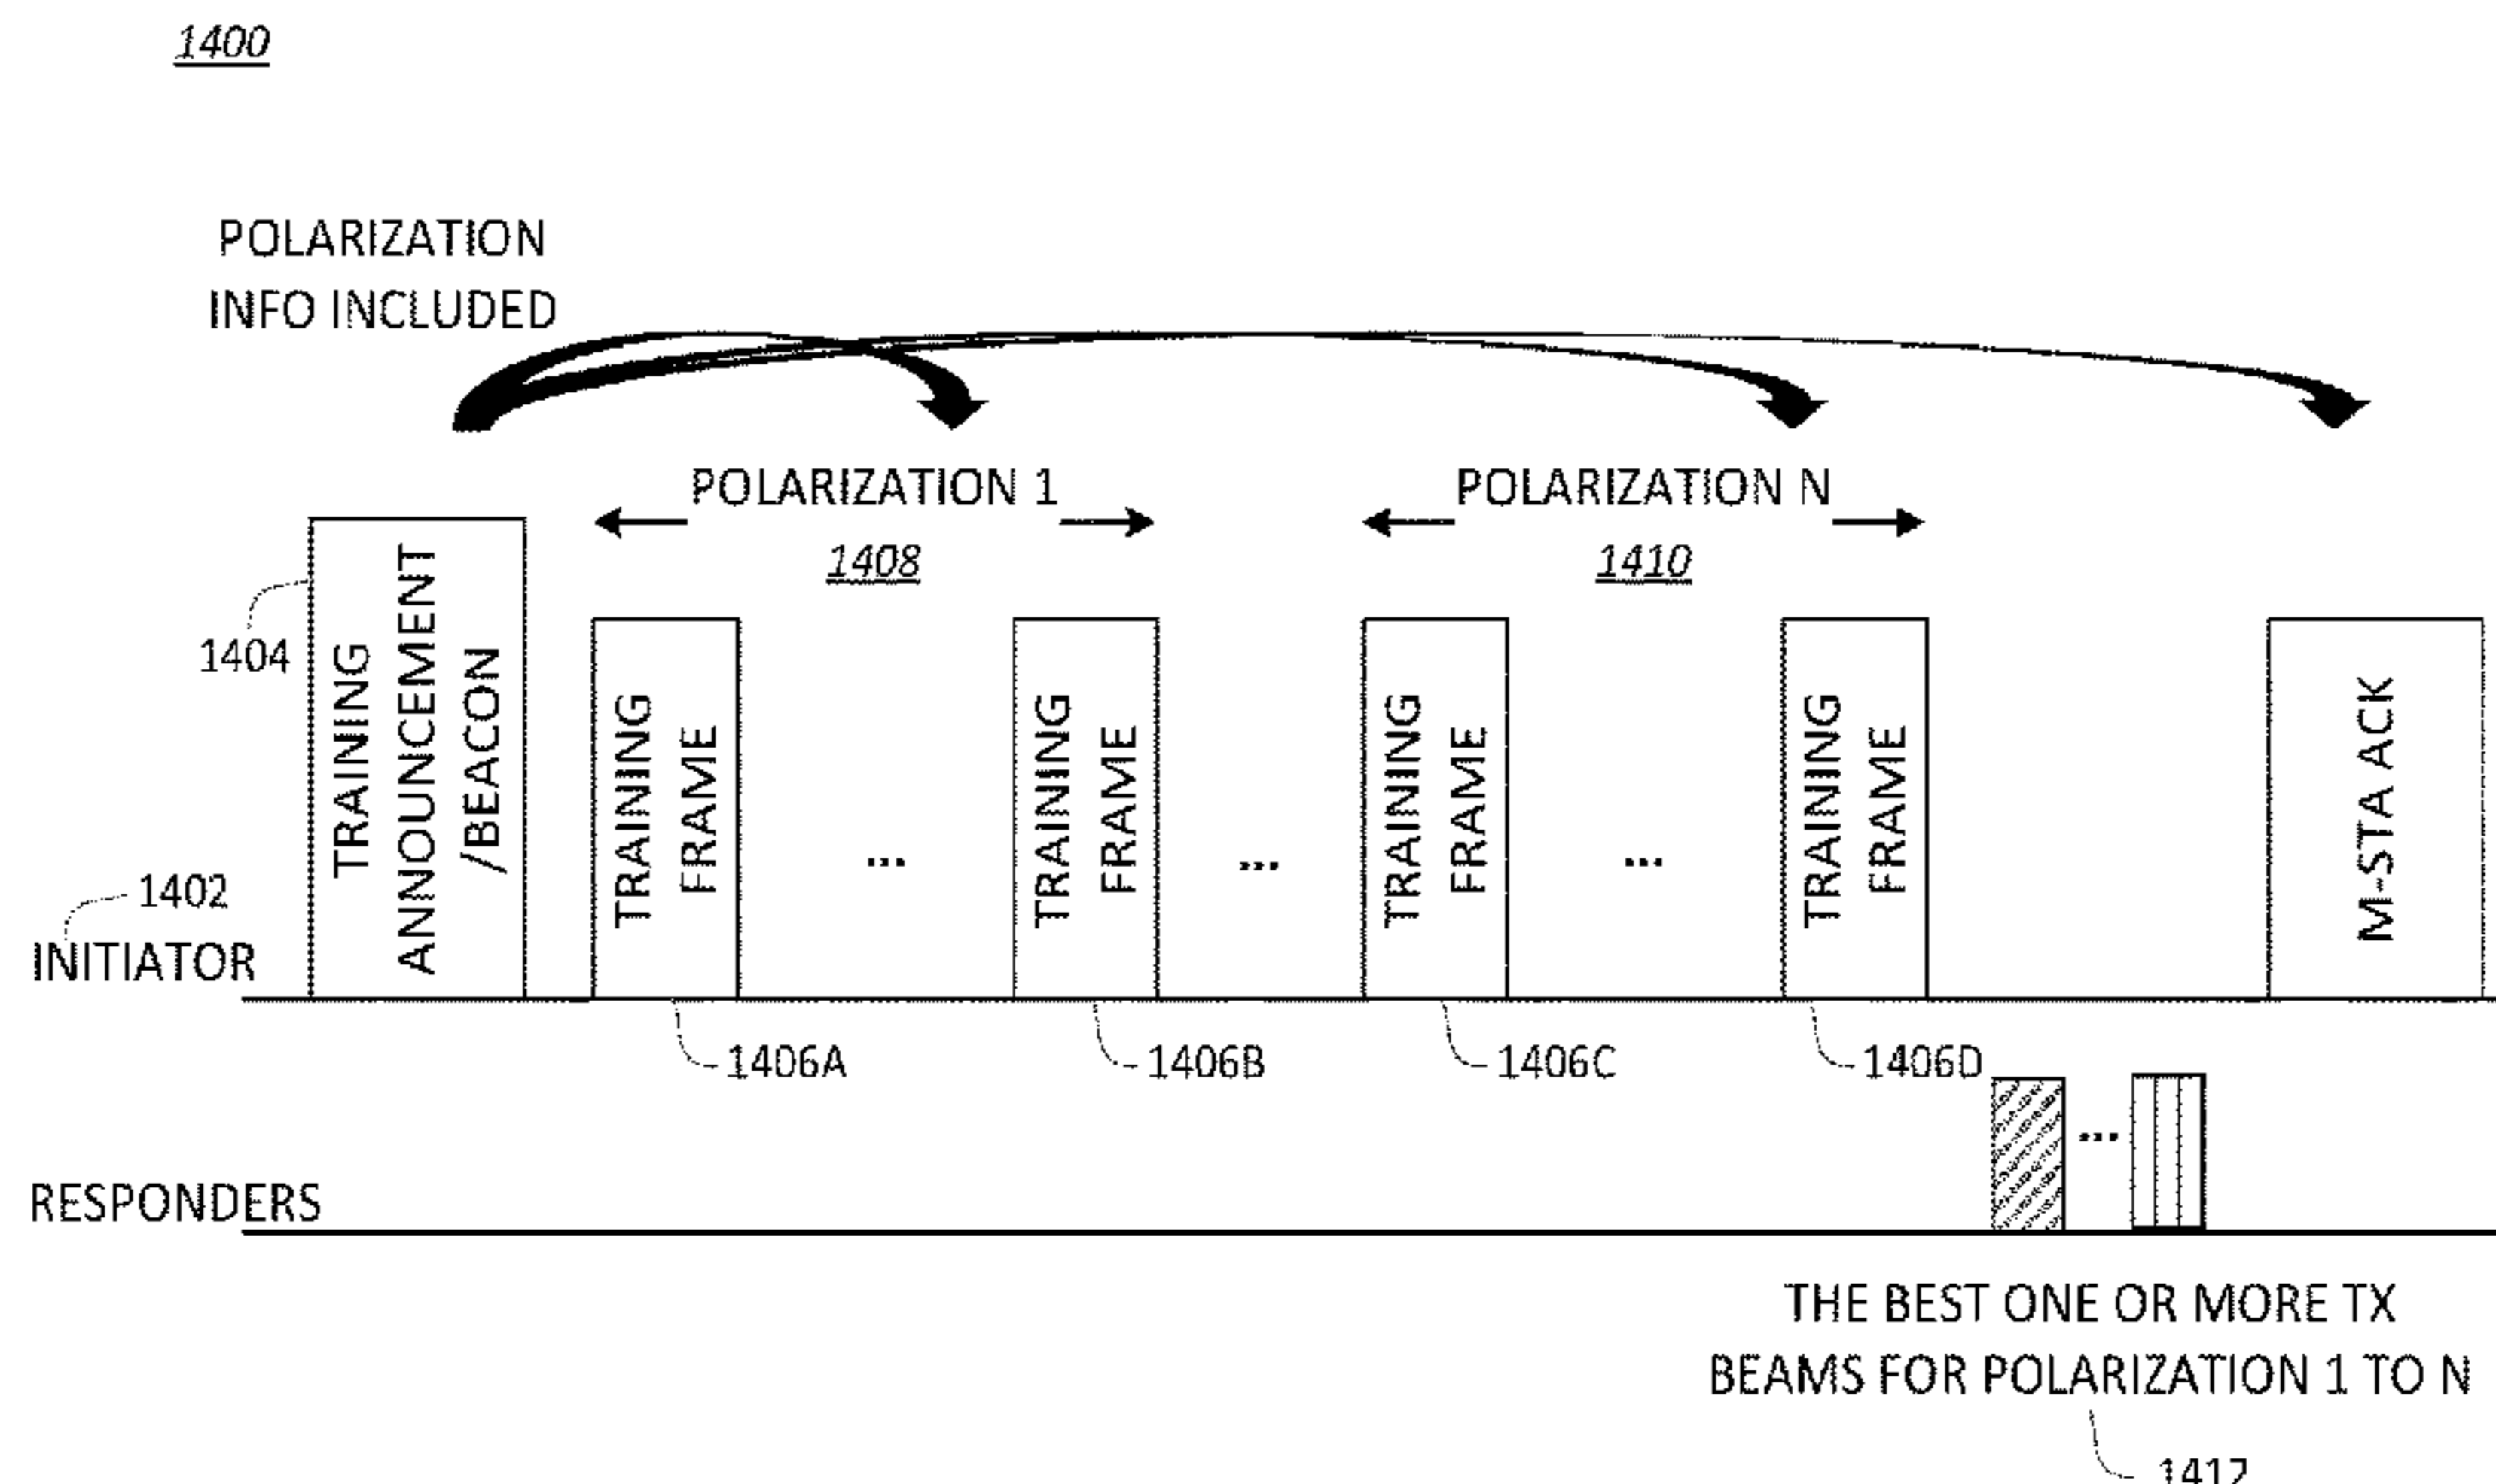 1400
POLARIZATION
INFO INCLUDED
POLARIZATION 1
1408
POLARIZATION N
1410
1404
TRAINING
ANNOUNCEMENT
/BEACON
TRAINING
FRAME
...
TRAINING
FRAME
...
TRAINING
FRAME
...
TRAINING
FRAME
M-STA ACK
1402
INITIATOR
1406A
1406B
1406C
1406D
...
RESPONDERS
THE BEST ONE OR MORE TX
BEAMS FOR POLARIZATION 1 TO N